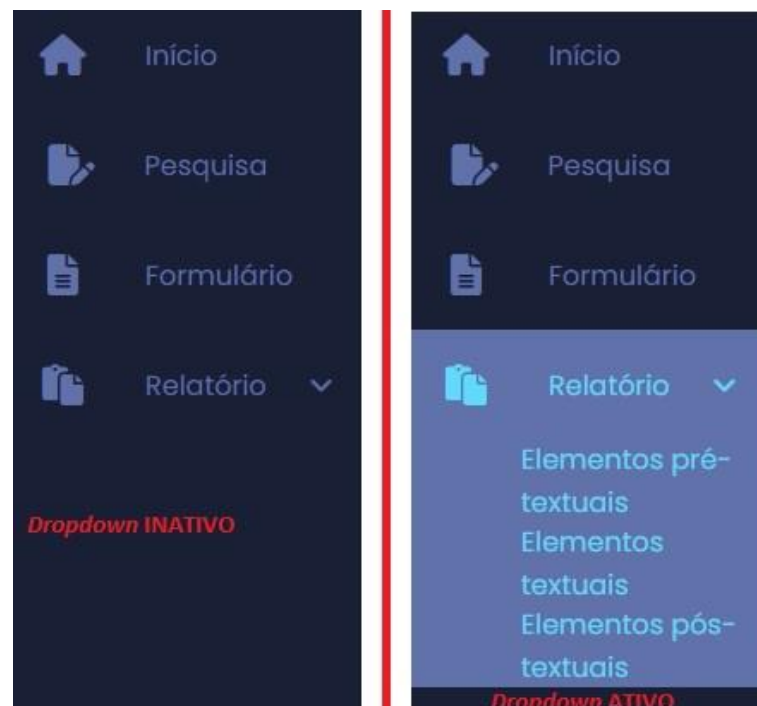 Início
Pesquisa
Formulário
Relatório
Dropdown INATIVO
Início
Pesquisa
Formulário
Relatório
Elementos pré-
textuais
Elementos
textuais
Elementos pós-
textuais
Dropdown ATIVO